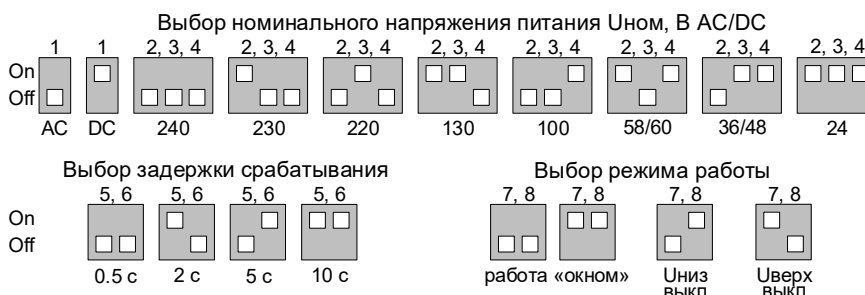 Выбор номинального напряжения питания Uном, В AC/DC
1 1 2, 3, 4 2, 3, 4 2, 3, 4 2, 3, 4 2, 3, 4 2, 3, 4 2, 3, 4 2, 3, 4
On
Off
AC DC 240 230 220 130 100 58/60 36/48 24
Выбор задержки срабатывания
5, 6 5, 6 5, 6 5, 6
On
Off
0.5 с 2 с 5 с 10 с
Выбор режима работы
7, 8 7, 8 7, 8 7, 8
работа «окном» Uниз Uверх
выкл выкл